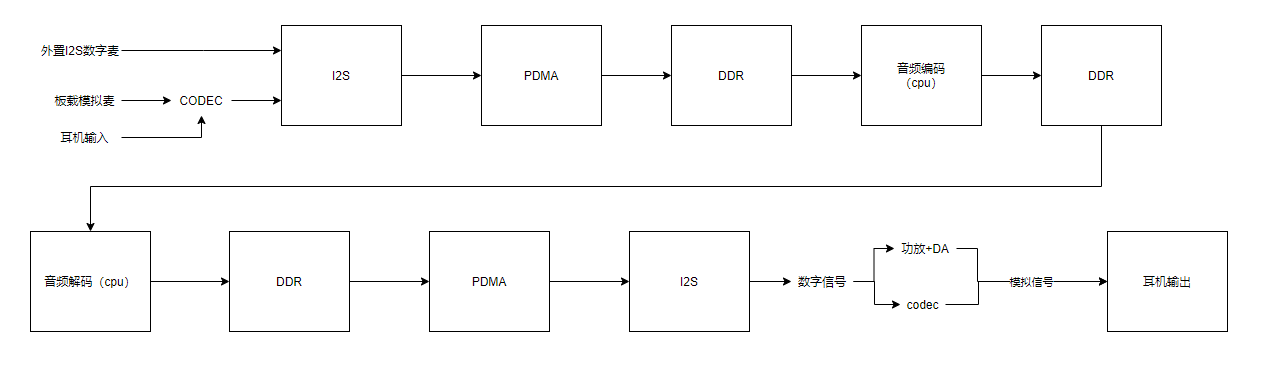 外置I2S数字麦
I2S
PDMA
DDR
音频编码
（cpu）
DDR
板载模拟麦
CODEC
耳机输入
音频解码（cpu）
DDR
PDMA
I2S
数字信号
功放+DA
codec
模拟信号
耳机输出